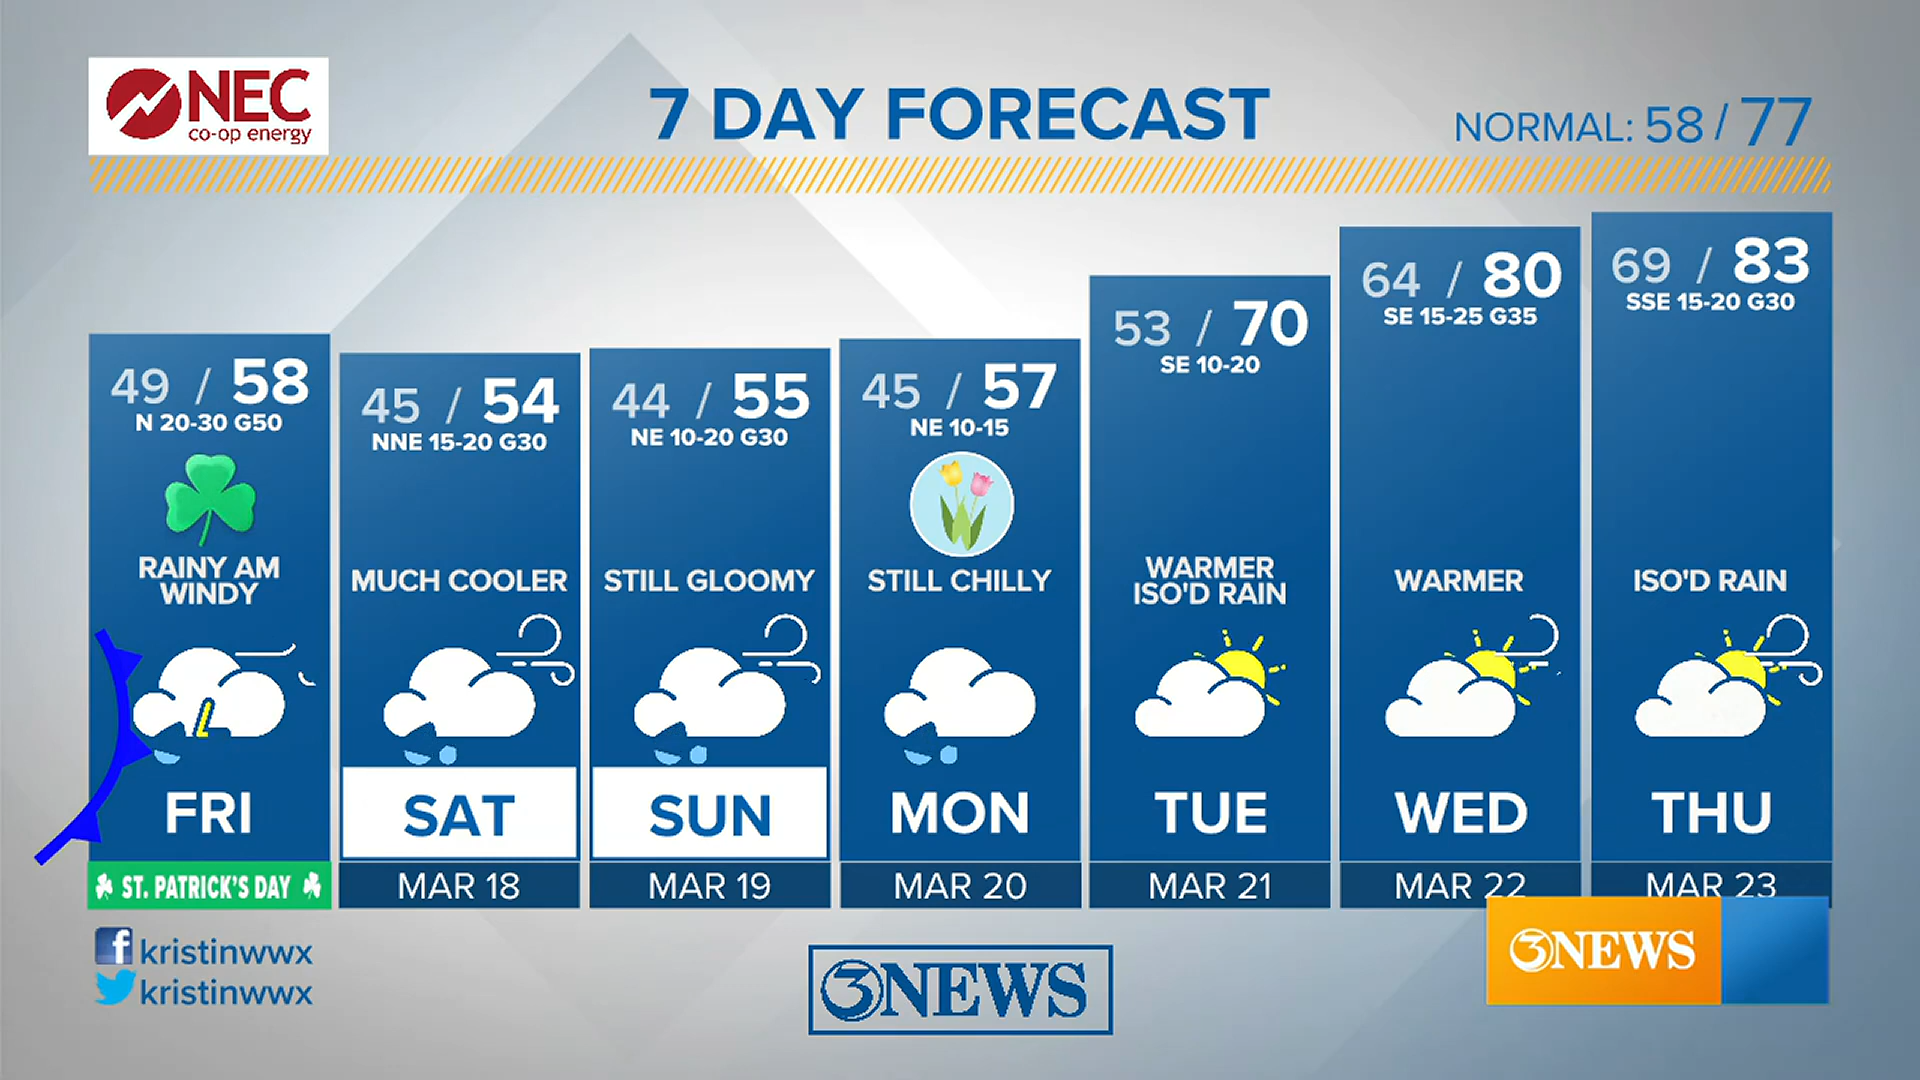 NEC
co-op energy
7 DAY FORECAST
NORMAL: 58 / 77
49 / 58
N 20-30 G50
RAINY AM
WINDY
FRI
ST. PATRICK'S DAY
45 / 54
NNE 15-20 G30
MUCH COOLER
SAT
MAR 18
44 / 55
NE 10-20 G30
STILL GLOOMY
SUN
MAR 19
45 / 57
NE 10-15
STILL CHILLY
MON
MAR 20
53 / 70
SE 10-20
WARMER
ISO'D RAIN
TUE
MAR 21
64 / 80
SE 15-25 G35
WARMER
WED
MAR 22
69 / 83
SSE 15-20 G30
ISO'D RAIN
THU
MAR 23
f kristinwwx
kristinwwx
3NEWS
3NEWS